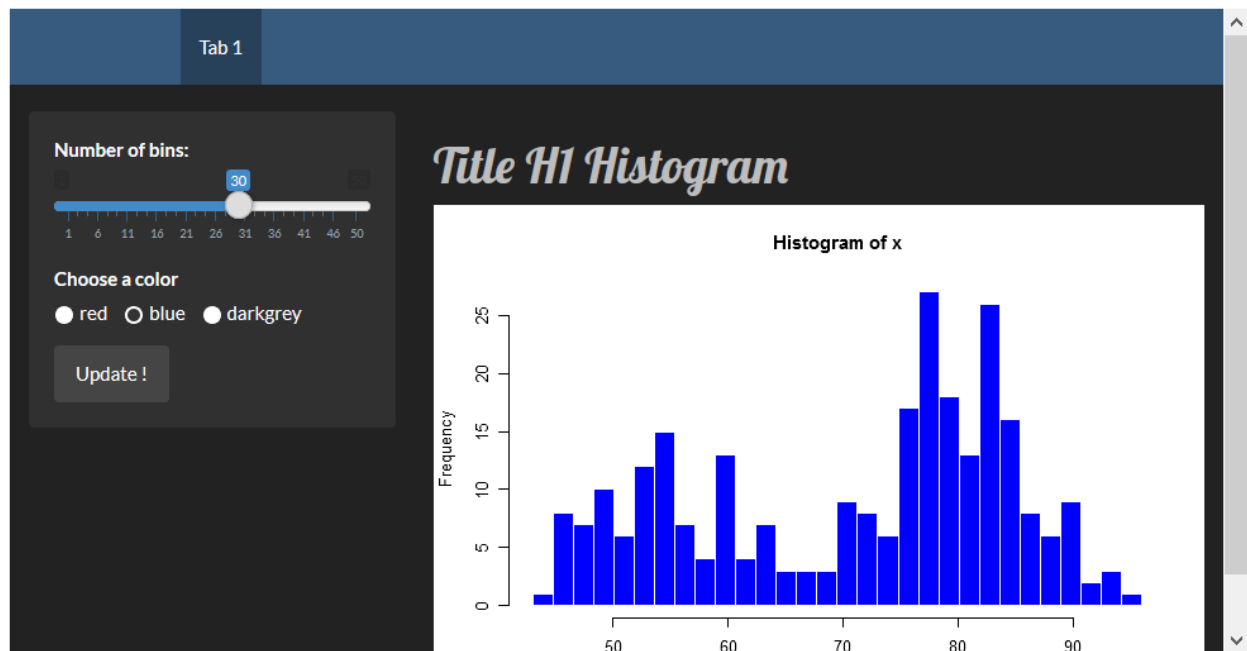 Tab 1
Number of bins:
30
1 6 11 16 21 26 31 36 41 46 50
Choose a color
red blue darkgrey
Update !
Title H1 Histogram
Histogram of x
Frequency
25
20
15
10
5
0
50 60 70 80 90